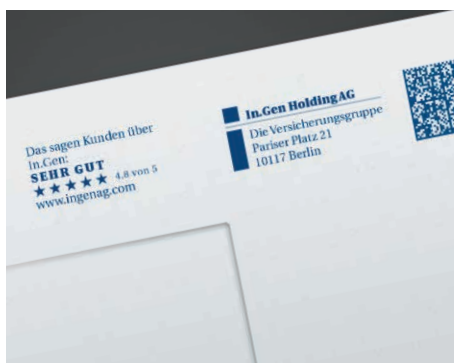 Das sagen Kunden über
In.Gen:
SEHR GUT
★★★★★ 4.8 von 5
www.ingenag.com
In.Gen Holding AG
Die Versicherungsgruppe
Pariser Platz 21
10117 Berlin